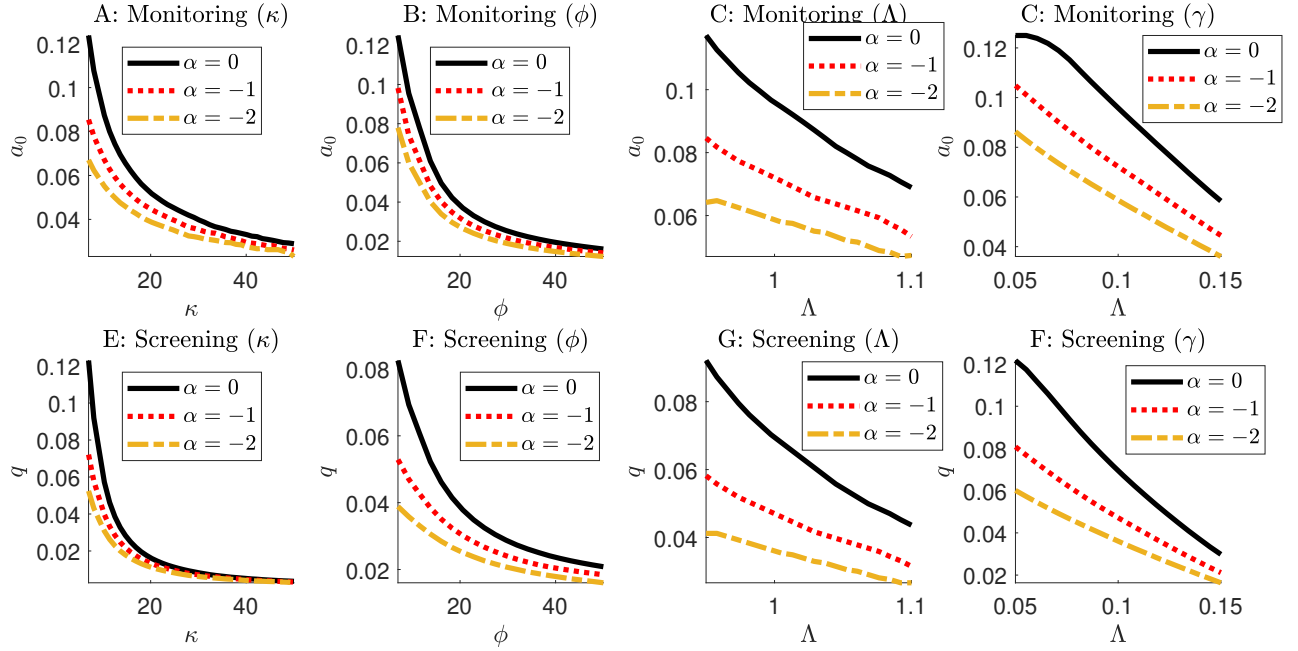 A: Monitoring (κ)
0.12
0.1
0.08
0.06
0.04
a₀
α = 0
α = −1
α = −2
20
40
κ
B: Monitoring (ϕ)
0.12
0.1
0.08
0.06
0.04
0.02
a₀
α = 0
α = −1
α = −2
20
40
ϕ
C: Monitoring (Λ)
0.1
0.08
0.06
a₀
α = 0
α = −1
α = −2
1
1.1
Λ
C: Monitoring (γ)
0.12
0.1
0.08
0.06
0.04
a₀
α = 0
α = −1
α = −2
0.05
0.1
0.15
Λ
E: Screening (κ)
0.12
0.1
0.08
0.06
0.04
0.02
q
α = 0
α = −1
α = −2
20
40
κ
F: Screening (ϕ)
0.08
0.06
0.04
0.02
q
α = 0
α = −1
α = −2
20
40
ϕ
G: Screening (Λ)
0.08
0.06
0.04
q
α = 0
α = −1
α = −2
1
1.1
Λ
F: Screening (γ)
0.12
0.1
0.08
0.06
0.04
0.02
q
α = 0
α = −1
α = −2
0.05
0.1
0.15
Λ